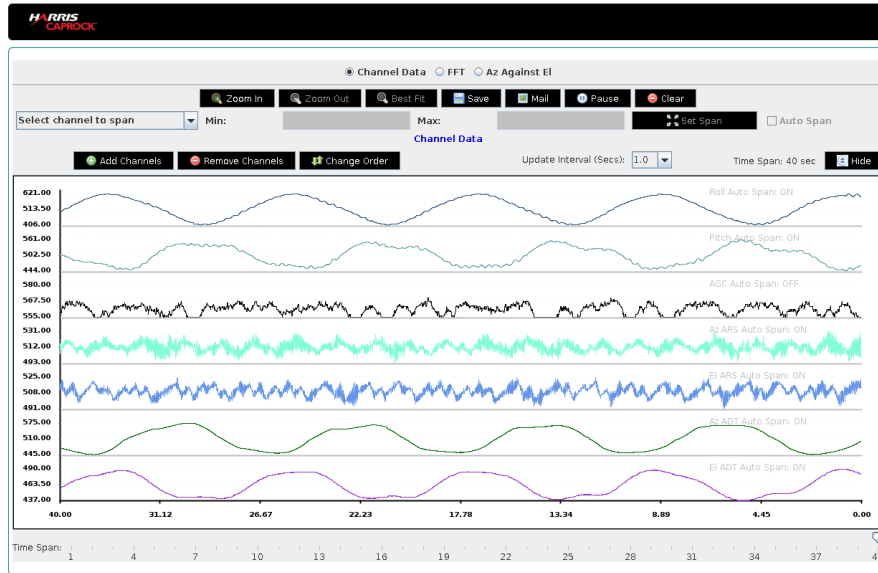 HARRIS
CAPROCK
Channel Data FFT Az Against El
Zoom In Zoom Out Best Fit Save Mail Pause Clear
Select channel to span Min: Max: Set Span Auto Span
Channel Data
Add Channels Remove Channels Change Order Update Interval (Secs): 1.0 Time Span: 40 sec Hide
621.00 Roll Auto Span: ON
513.50
406.00
561.00 Pitch Auto Span: ON
502.50
444.00
580.00 AGC Auto Span: OFF
567.50
555.00
531.00 Az ARS Auto Span: ON
512.00
493.00
525.00 El ARS Auto Span: ON
508.00
491.00
575.00 Az ADT Auto Span: ON
510.00
445.00
490.00 El ADT Auto Span: ON
463.50
437.00
40.00 31.12 26.67 22.23 17.78 13.34 8.89 4.45 0.00
Time Span: 1 4 7 10 13 16 19 22 25 28 31 34 37